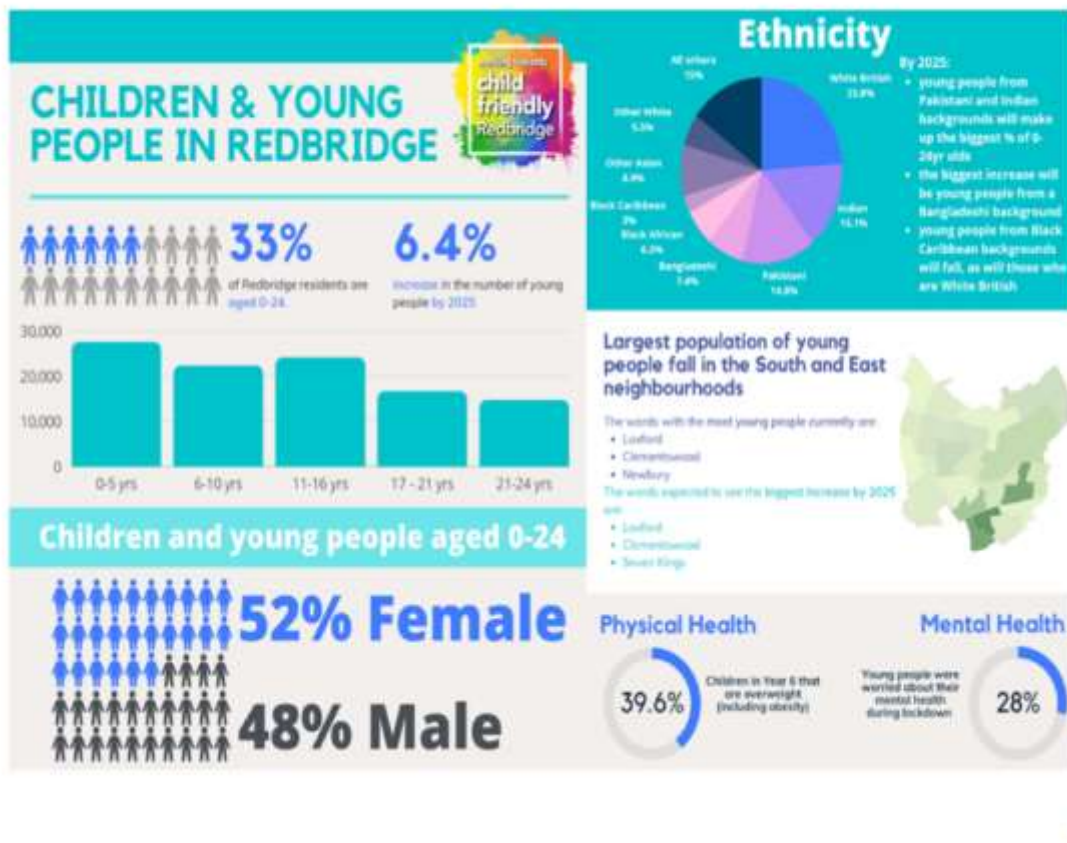 CHILDREN & YOUNG
PEOPLE IN REDBRIDGE
child
friendly
Redbridge
33%
of Redbridge residents are
aged 0-24.
6.4%
increase in the number of young
people by 2025
30,000
20,000
10,000
0
0-5 yrs
6-10 yrs
11-16 yrs
17 - 21 yrs
21-24 yrs
Children and young people aged 0-24
52% Female
48% Male
Ethnicity
All others
15%
White British
Other White
5.5%
Other Asian
Black Caribbean
3%
Black African
Bangladeshi
Indian
Pakistani
By 2025:
• young people from
Pakistani and Indian
backgrounds will make
up the biggest % of 0-
24yr olds
• the biggest increase will
be young people from a
Bangladeshi background
• young people from Black
Caribbean backgrounds
will fall, as will those who
are White British
Largest population of young
people fall in the South and East
neighbourhoods
The wards with the most young people currently are:
• Loxford
• Clementswood
• Newbury
The wards expected to see the biggest increase by 2025
are:
• Loxford
• Clementswood
• Seven Kings
Physical Health
39.6%
Children in Year 6 that
are overweight
(including obesity)
Mental Health
Young people were
worried about their
mental health
during lockdown
28%